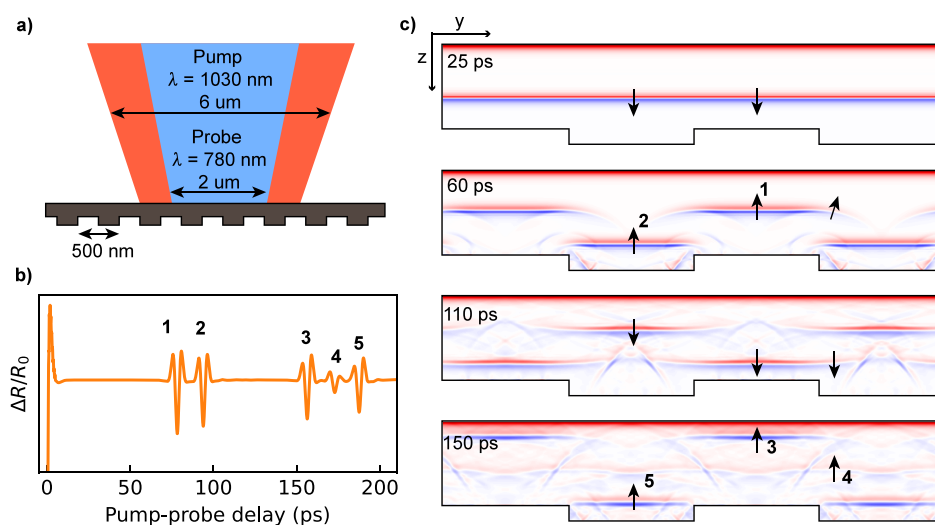 a)
Pump
λ = 1030 nm
6 um
Probe
λ = 780 nm
2 um
500 nm
b)
1 2 3 4 5
ΔR/R0
0 50 100 150 200
Pump-probe delay (ps)
c)
y
z
25 ps
60 ps
1
2
110 ps
150 ps
3
4
5